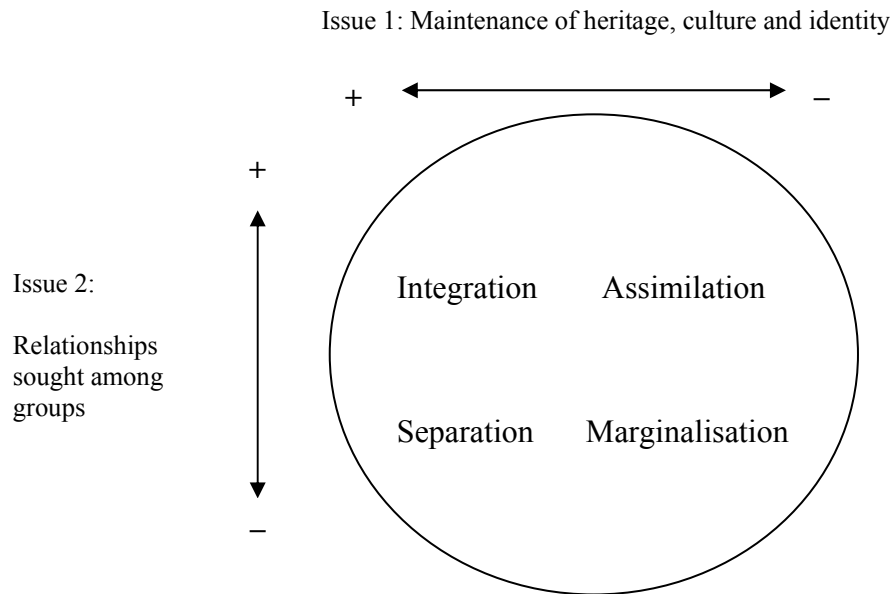 Issue 1: Maintenance of heritage, culture and identity
+ −
+
Issue 2:
Relationships
sought among
groups
−
Integration Assimilation
Separation Marginalisation